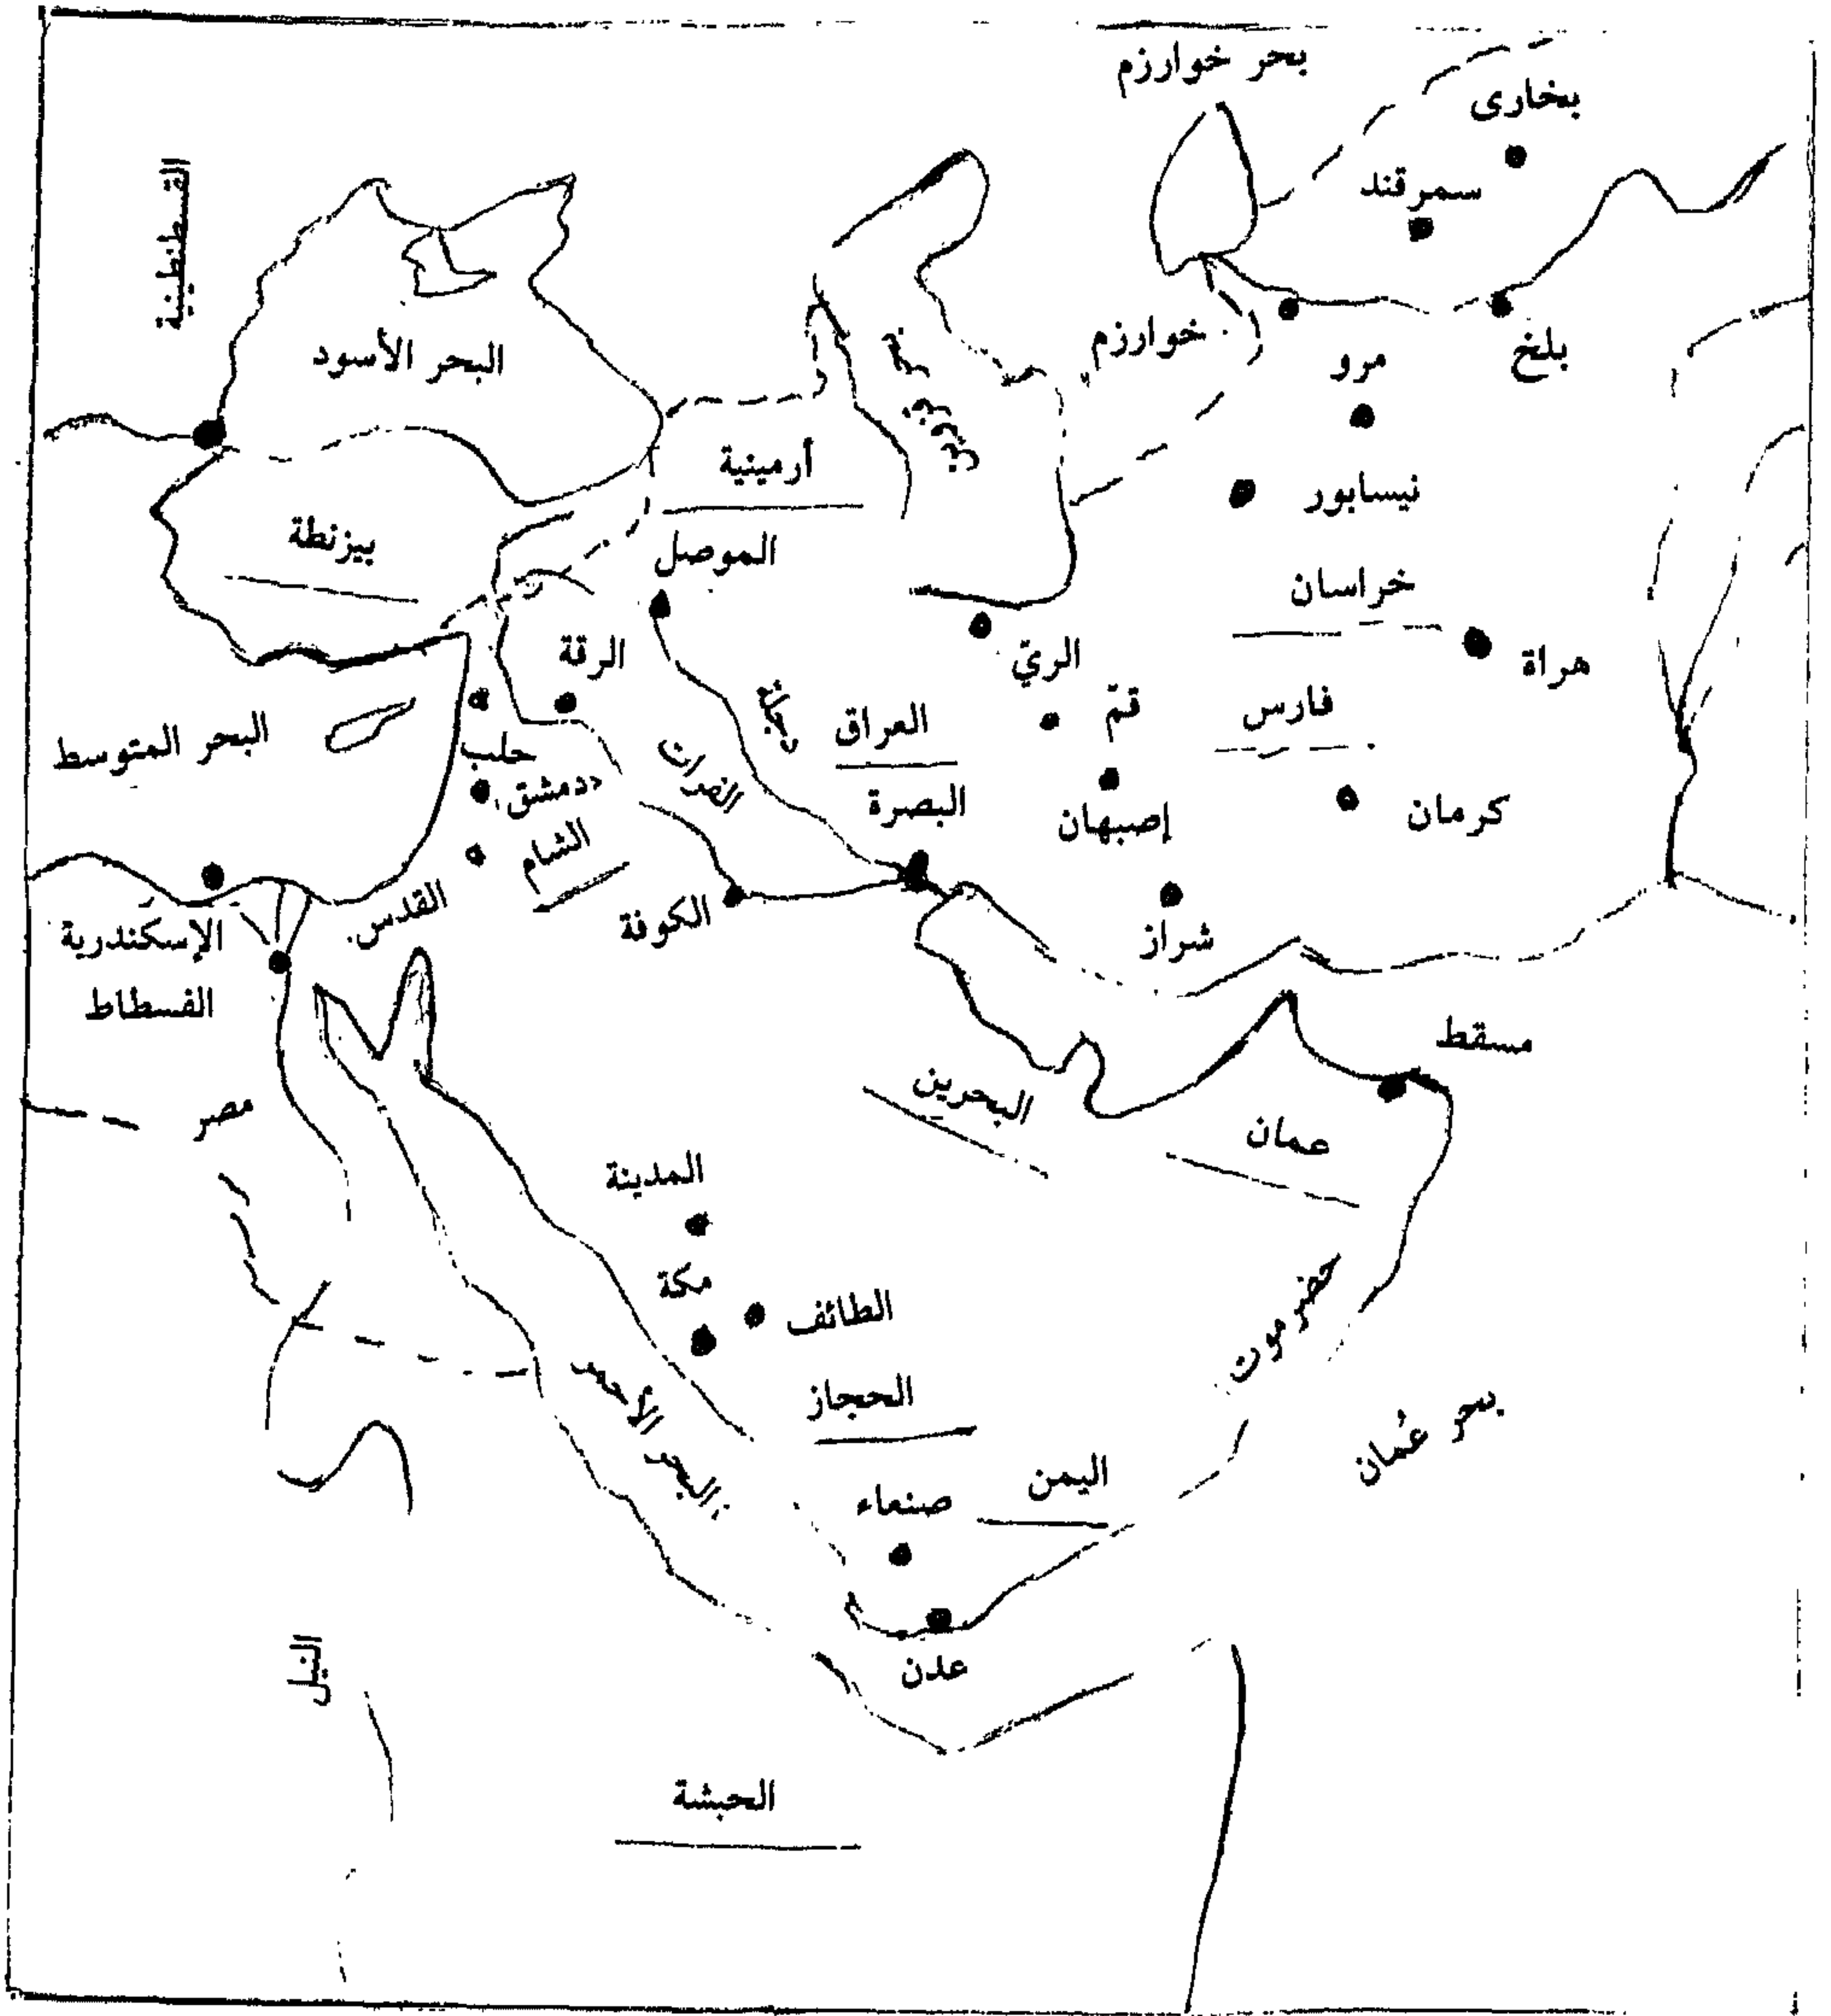 بحر خوارزم
بخارى
سمرقند
القسطنطينية
البحر الأسود
بحر
خوارزم
مرو
بلخ
أرمينية
نيسابور
بيزنطة
الموصل
خراسان
الرقة
الريّ
هراة
قمّ
فارس
العراق
البحر المتوسط
حلب
الفرات
دمشق
البصرة
إصبهان
كرمان
الشام
القدس
الكوفة
شراز
الإسكندرية
الفسطاط
مسقط
البحرين
مصر
عمان
المدينة
مكة
الطائف
حضرموت
الحجاز
البحر الأحمر
بحر عُمان
اليمن
صنعاء
عدن
النيل
الحبشة